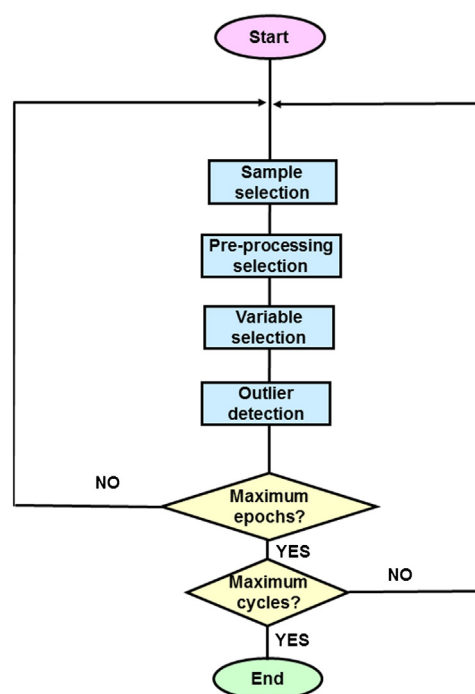 Start
Sample
selection
Pre-processing
selection
Variable
selection
Outlier
detection
NO
Maximum
epochs?
YES
Maximum
cycles?
NO
YES
End